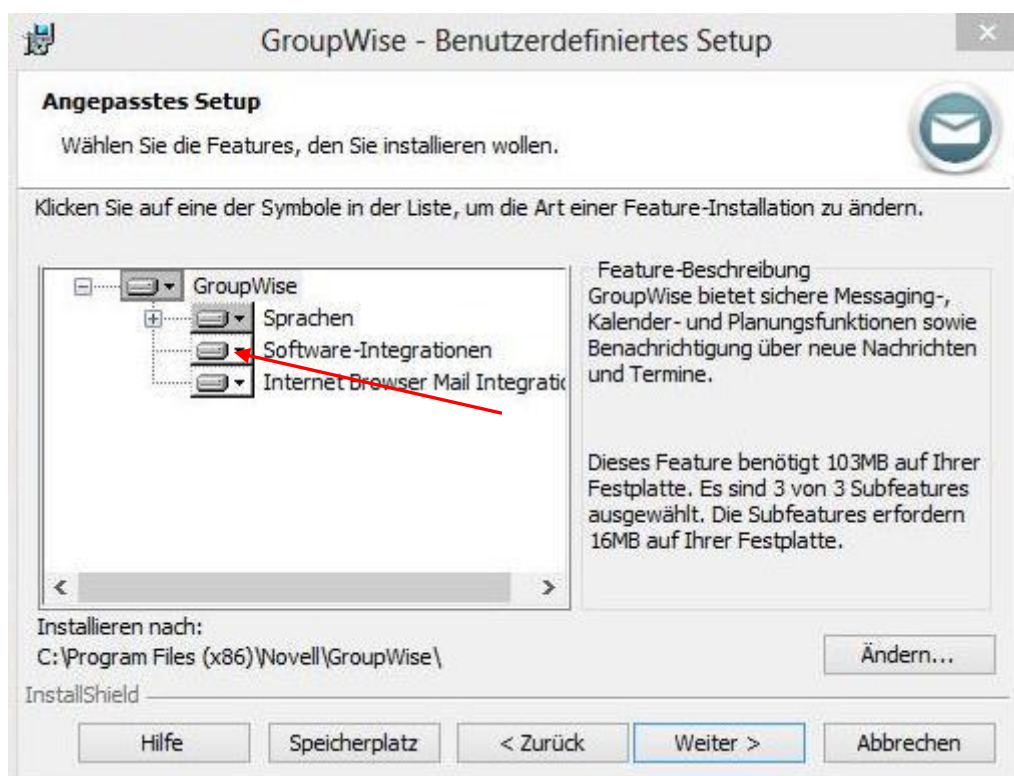 GroupWise - Benutzerdefiniertes Setup
Angepasstes Setup
Wählen Sie die Features, den Sie installieren wollen.
Klicken Sie auf eine der Symbole in der Liste, um die Art einer Feature-Installation zu ändern.
GroupWise
Sprachen
Software-Integrationen
Internet Browser Mail Integratio
Feature-Beschreibung
GroupWise bietet sichere Messaging-,
Kalender- und Planungsfunktionen sowie
Benachrichtigung über neue Nachrichten
und Termine.
Dieses Feature benötigt 103MB auf Ihrer
Festplatte. Es sind 3 von 3 Subfeatures
ausgewählt. Die Subfeatures erfordern
16MB auf Ihrer Festplatte.
Installieren nach:
C:\Program Files (x86)\Novell\GroupWise\
Ändern...
InstallShield
Hilfe
Speicherplatz
< Zurück
Weiter >
Abbrechen